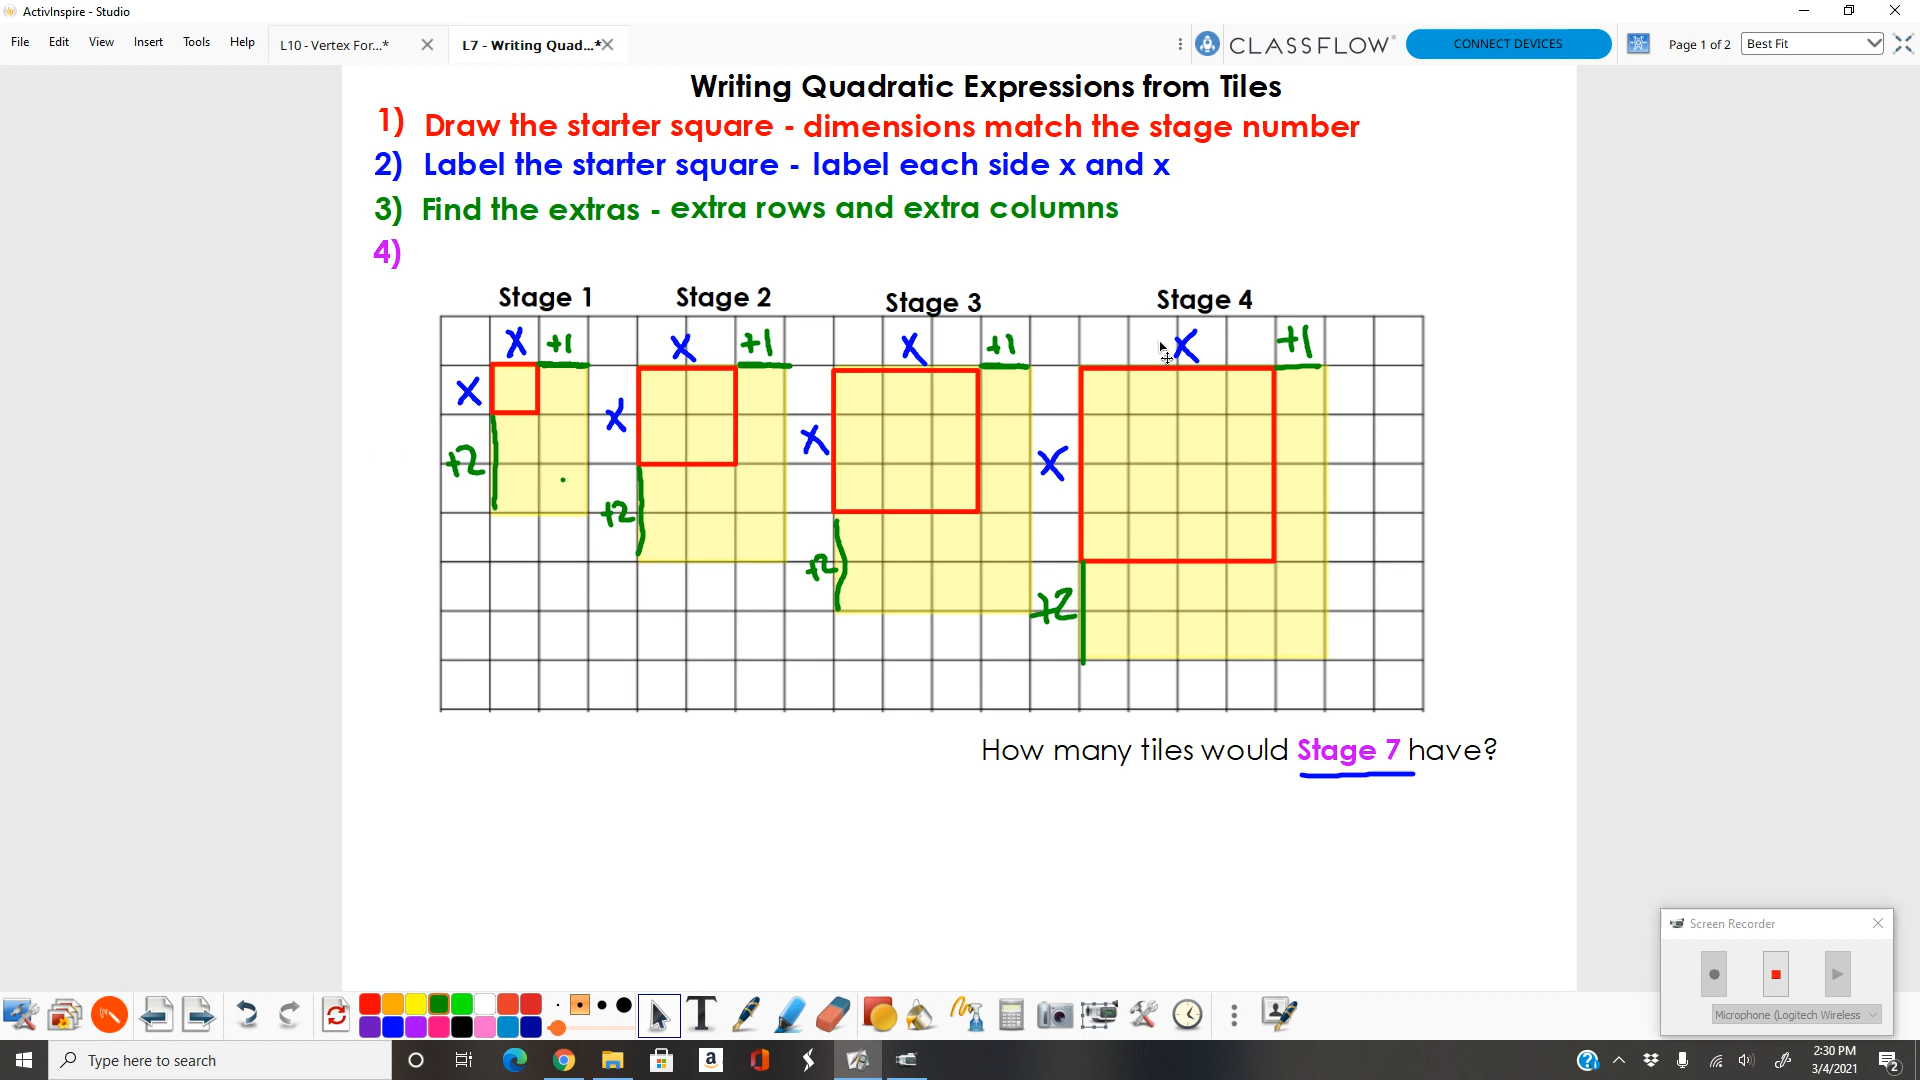 ActivInspire - Studio
File Edit View Insert Tools Help
L10 - Vertex For...*
L7 - Writing Quad...*
CLASSFLOW
CONNECT DEVICES
Page 1 of 2
Best Fit
Writing Quadratic Expressions from Tiles
1) Draw the starter square - dimensions match the stage number
2) Label the starter square - label each side x and x
3) Find the extras - extra rows and extra columns
4)
Stage 1 Stage 2 Stage 3 Stage 4
x +1 x +1 x +1 x +1
x x x x
+2 +2 +2 +2
How many tiles would Stage 7 have?
Screen Recorder
Microphone (Logitech Wireless
Type here to search
2:30 PM
3/4/2021
2